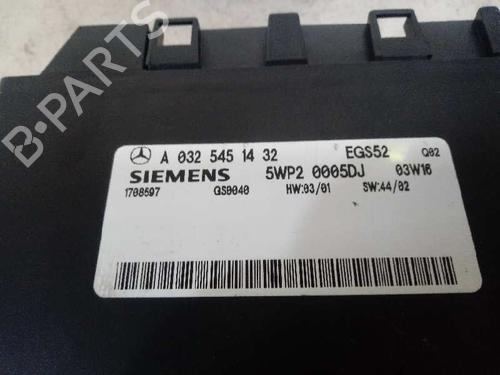 B-PARTS
A 032 545 14 32 EGS52 Q02
SIEMENS 5WP2 0005DJ 03W16
1708597 GS0040 HW:03/01 SW:44/02